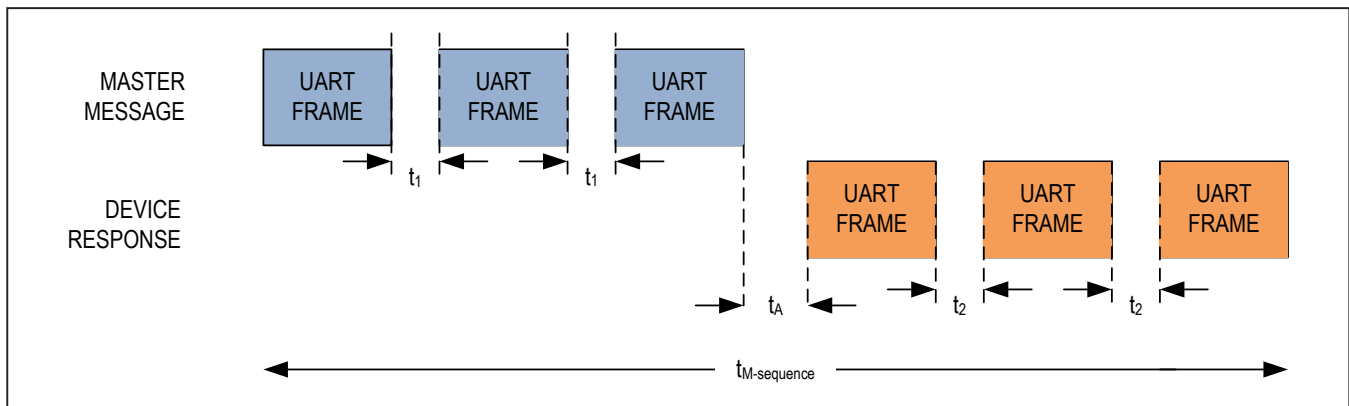 MASTER
MESSAGE
UART
FRAME
UART
FRAME
UART
FRAME
t1
t1
DEVICE
RESPONSE
UART
FRAME
UART
FRAME
UART
FRAME
tA
t2
t2
tM-sequence